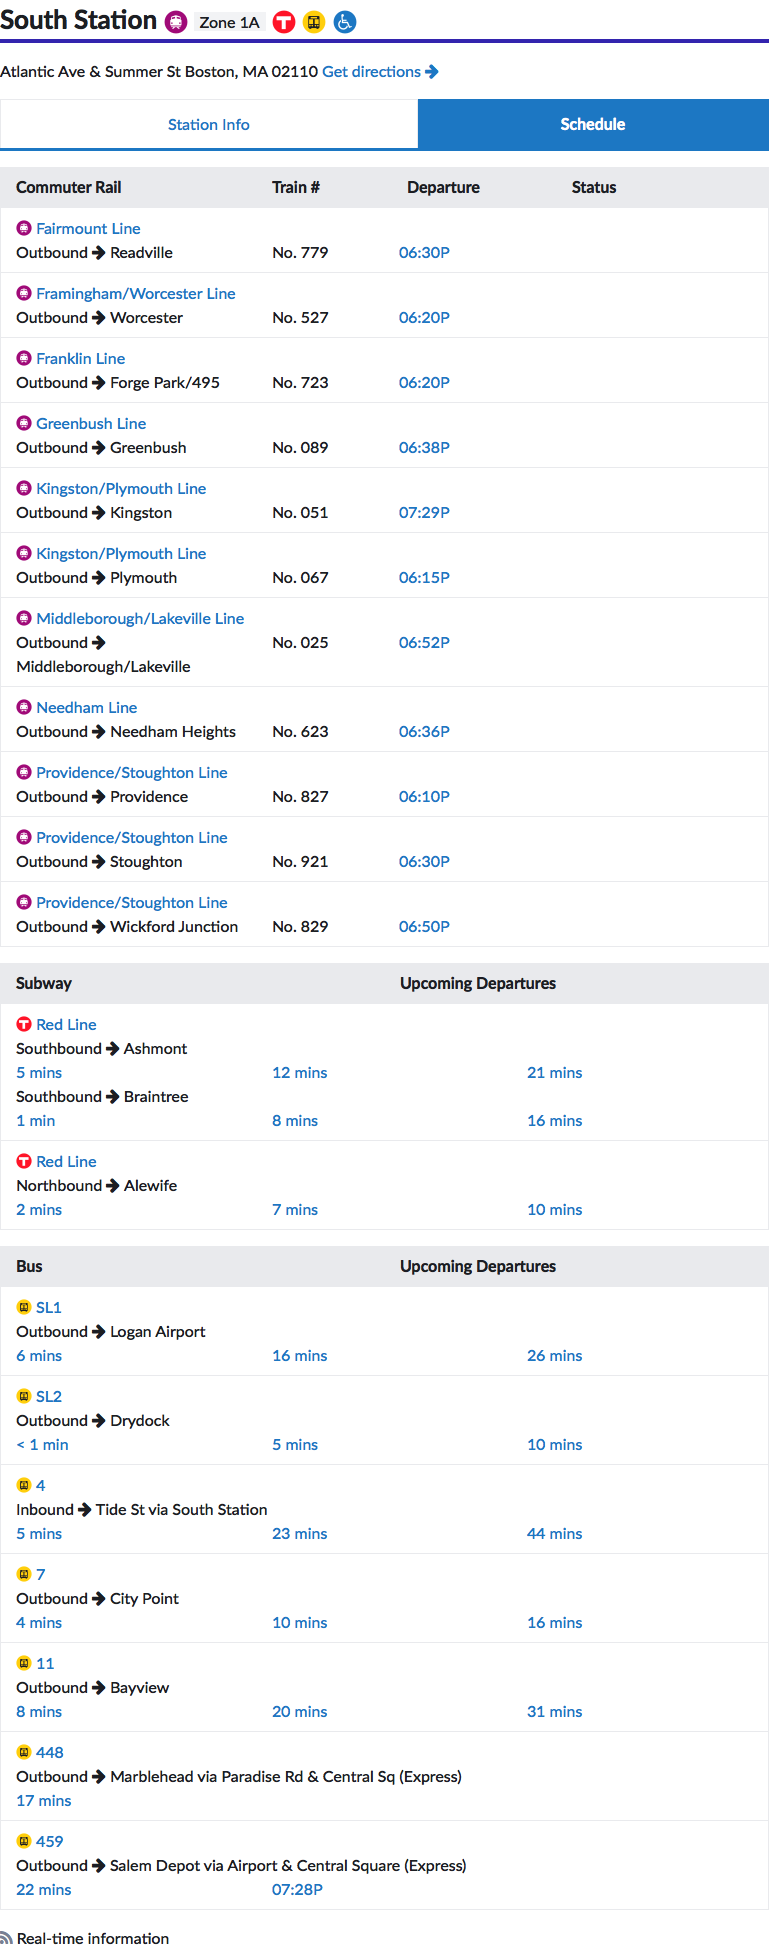 South Station Zone 1A T
Atlantic Ave & Summer St Boston, MA 02110 Get directions
Station Info Schedule
Commuter Rail Train # Departure Status
Fairmount Line
Outbound → Readville No. 779 06:30P
Framingham/Worcester Line
Outbound → Worcester No. 527 06:20P
Franklin Line
Outbound → Forge Park/495 No. 723 06:20P
Greenbush Line
Outbound → Greenbush No. 089 06:38P
Kingston/Plymouth Line
Outbound → Kingston No. 051 07:29P
Kingston/Plymouth Line
Outbound → Plymouth No. 067 06:15P
Middleborough/Lakeville Line
Outbound → No. 025 06:52P
Middleborough/Lakeville
Needham Line
Outbound → Needham Heights No. 623 06:36P
Providence/Stoughton Line
Outbound → Providence No. 827 06:10P
Providence/Stoughton Line
Outbound → Stoughton No. 921 06:30P
Providence/Stoughton Line
Outbound → Wickford Junction No. 829 06:50P
Subway Upcoming Departures
T Red Line
Southbound → Ashmont
5 mins 12 mins 21 mins
Southbound → Braintree
1 min 8 mins 16 mins
T Red Line
Northbound → Alewife
2 mins 7 mins 10 mins
Bus Upcoming Departures
SL1
Outbound → Logan Airport
6 mins 16 mins 26 mins
SL2
Outbound → Drydock
< 1 min 5 mins 10 mins
4
Inbound → Tide St via South Station
5 mins 23 mins 44 mins
7
Outbound → City Point
4 mins 10 mins 16 mins
11
Outbound → Bayview
8 mins 20 mins 31 mins
448
Outbound → Marblehead via Paradise Rd & Central Sq (Express)
17 mins
459
Outbound → Salem Depot via Airport & Central Square (Express)
22 mins 07:28P
Real-time information